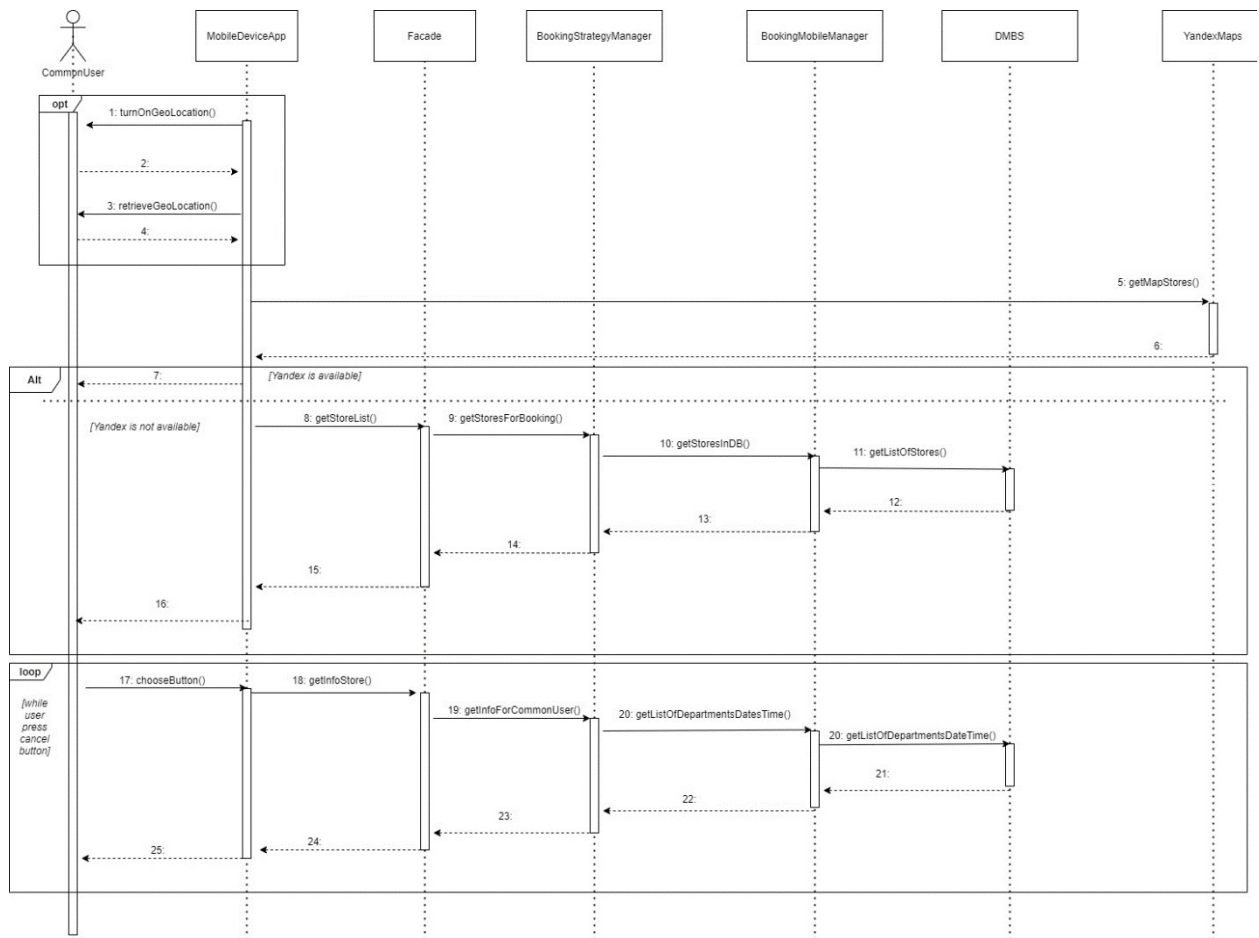 MobileDeviceApp
Facade
BookingStrategyManager
BookingMobileManager
DMBS
YandexMaps
CommonUser
opt
1: turnOnGeoLocation()
2:
3: retrieveGeoLocation()
4:
5: getMapStores()
6:
Alt
7:
[Yandex is available]
[Yandex is not available]
8: getStoreList()
9: getStoresForBooking()
10: getStoresInDB()
11: getListOfStores()
12:
13:
14:
15:
16:
loop
[while
user
press
cancel
button]
17: chooseButton()
18: getInfoStore()
19: getInfoForCommonUser()
20: getListOfDepartmentsDatesTime()
20: getListOfDepartmentsDateTime()
21:
22:
23:
24:
25: